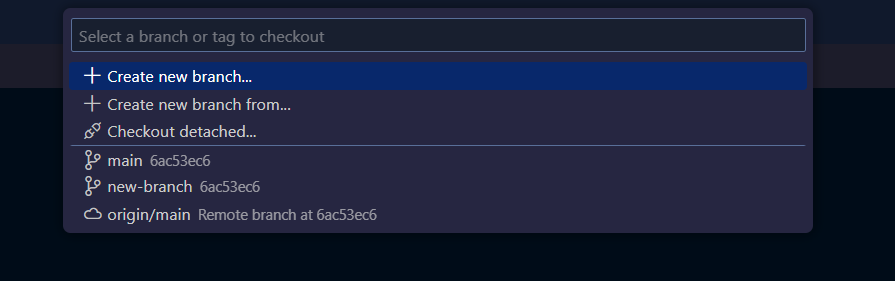 Select a branch or tag to checkout
Create new branch...
Create new branch from...
Checkout detached...
main 6ac53ec6
new-branch 6ac53ec6
origin/main Remote branch at 6ac53ec6